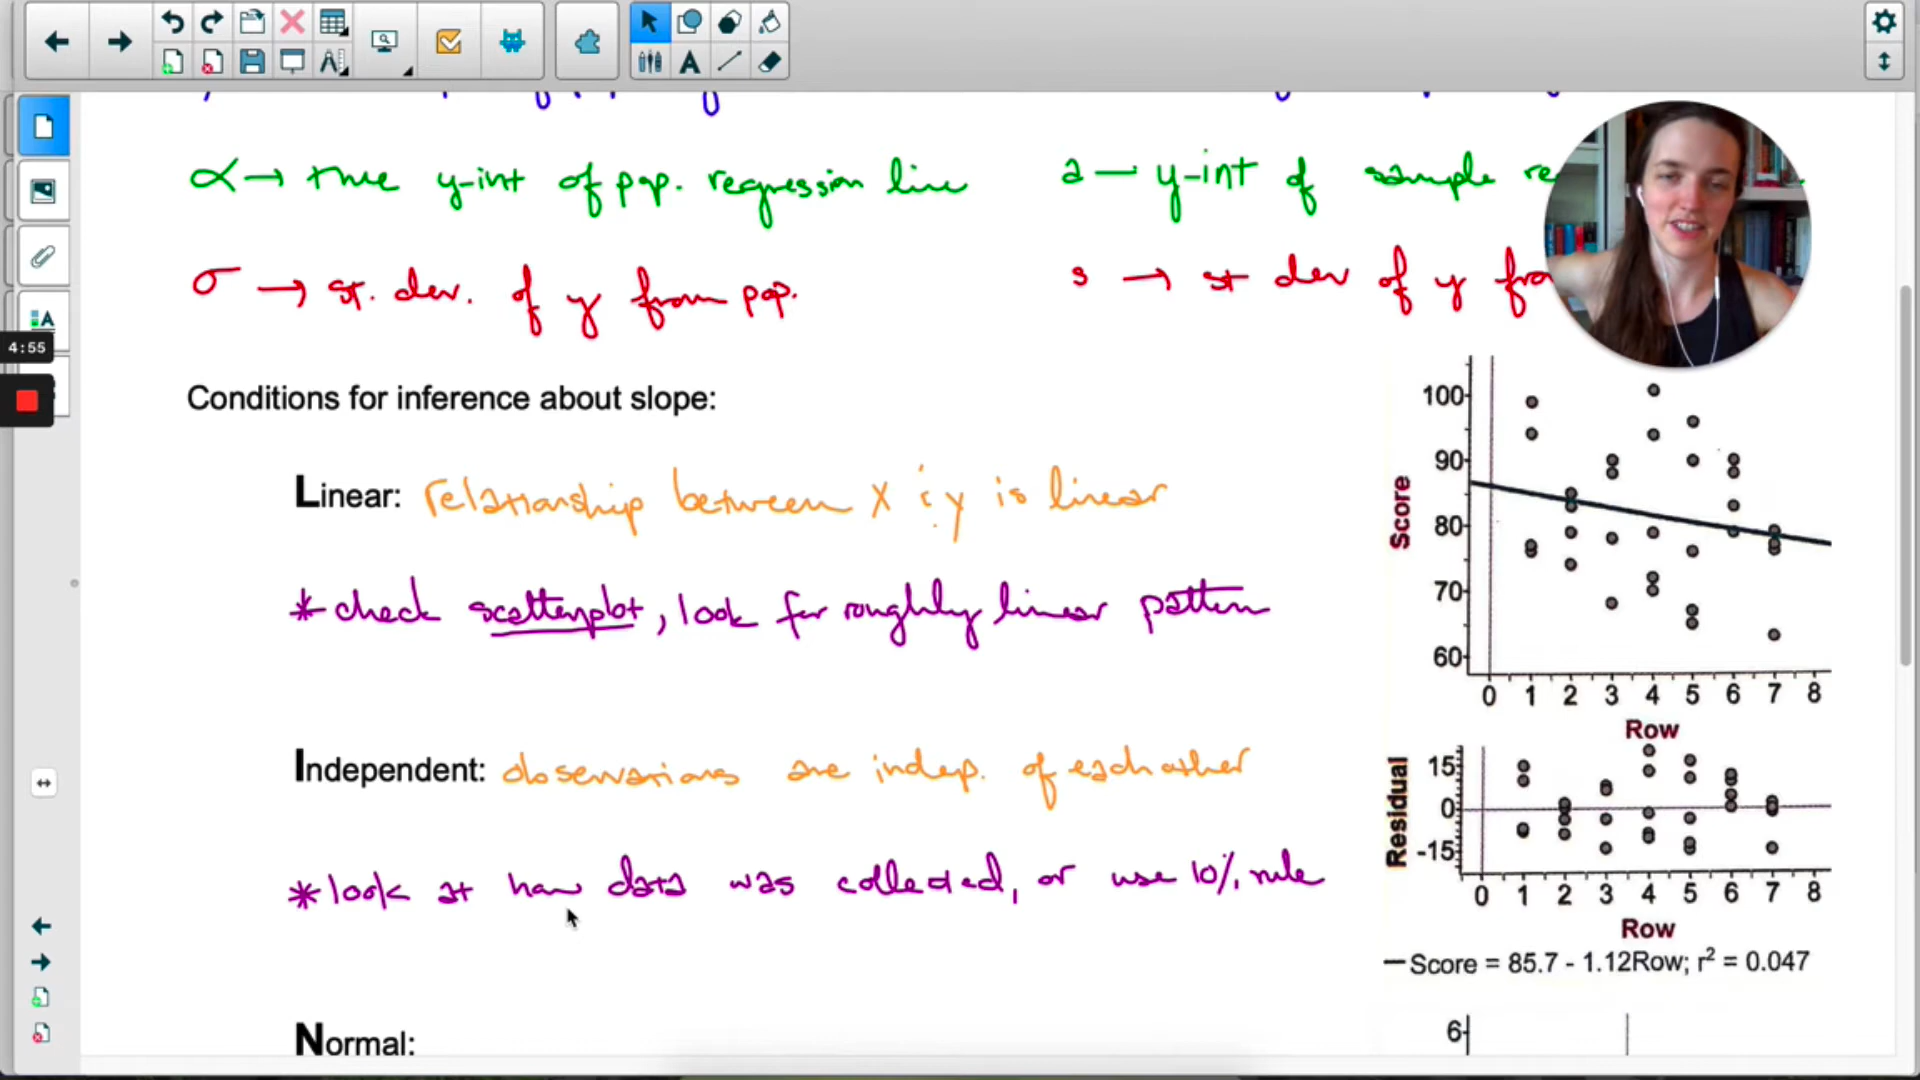 α → true y-int of pop. regression line
a — y-int of sample
σ → st. dev. of y from pop.
s → st dev of y
4:55
Conditions for inference about slope:
Linear: relationship between x & y is linear
* check scatterplot, look for roughly linear pattern
Independent: observations are indep. of each other
* look at how data was collected, or use 10% rule
Normal:
100
90
80
70
60
Score
0 1 2 3 4 5 6 7 8
Row
15
0
-15
Residual
0 1 2 3 4 5 6 7 8
Row
Score = 85.7 - 1.12Row; r² = 0.047
6